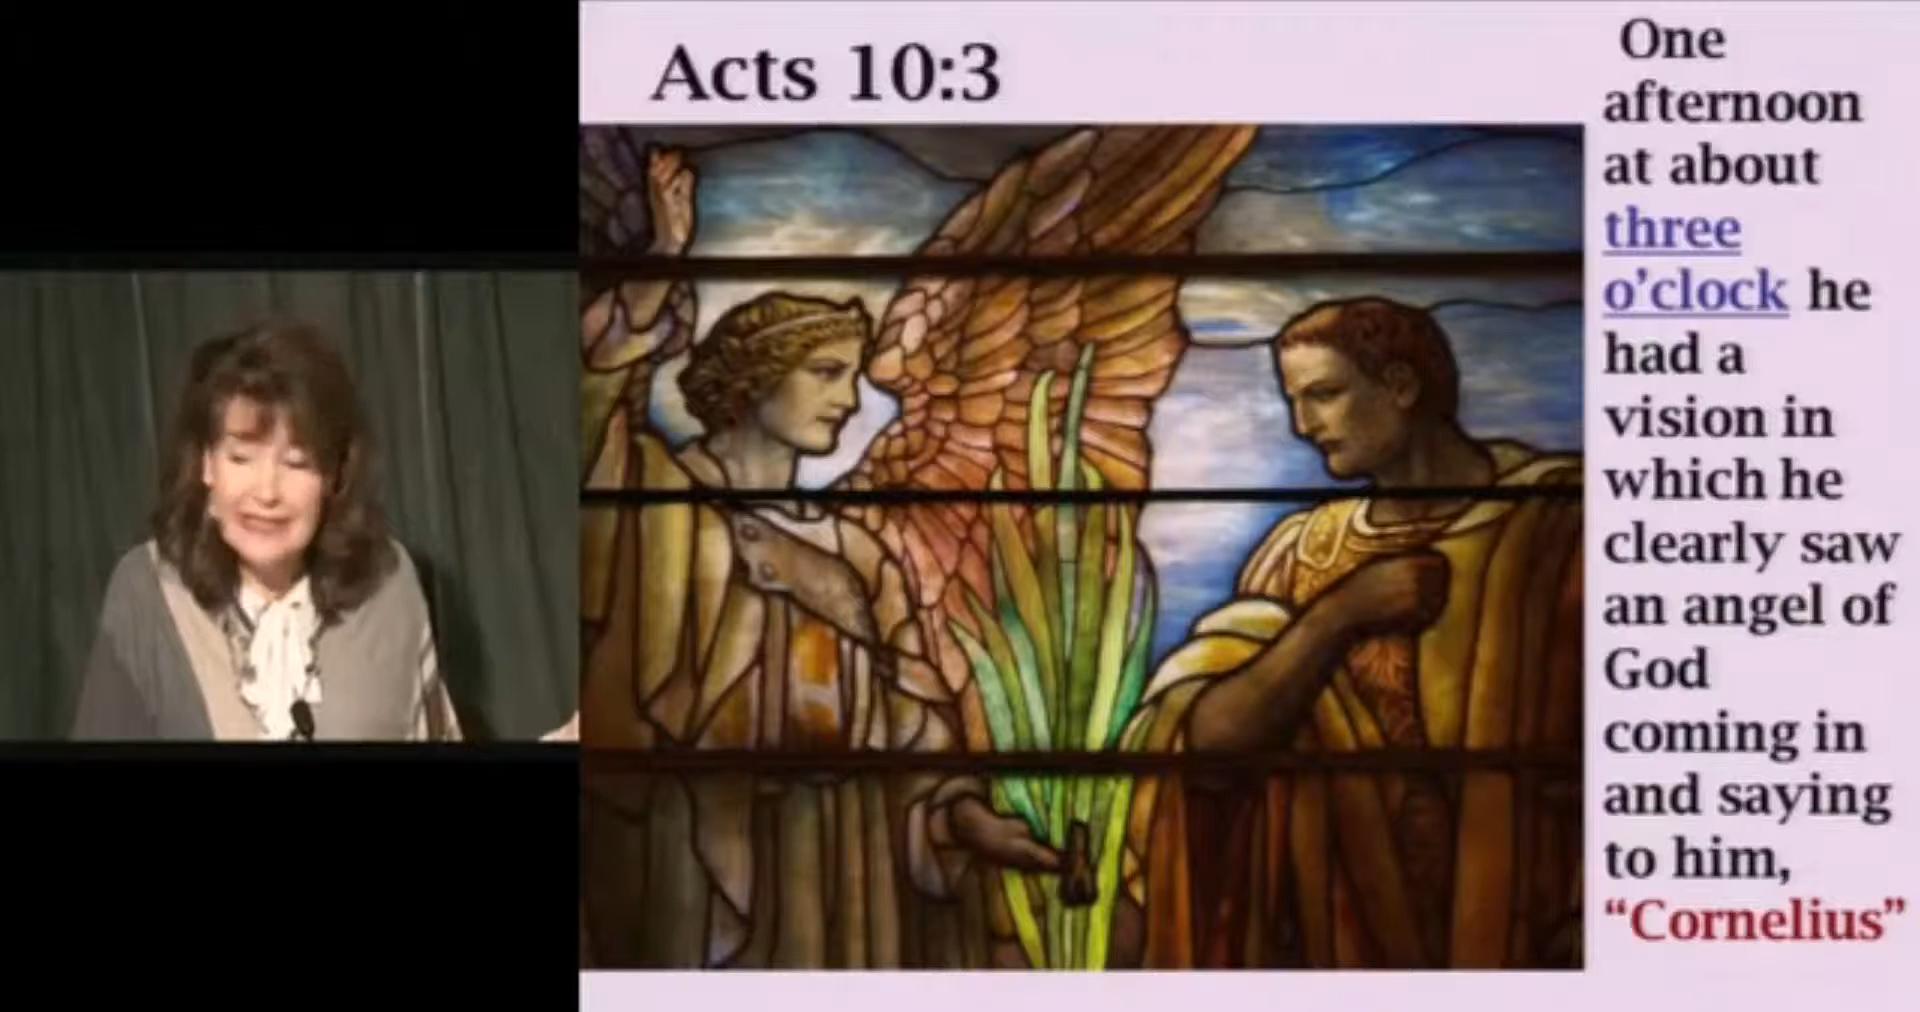 Acts 10:3
One
afternoon
at about
three
o’clock he
had a
vision in
which he
clearly saw
an angel of
God
coming in
and saying
to him,
“Cornelius”